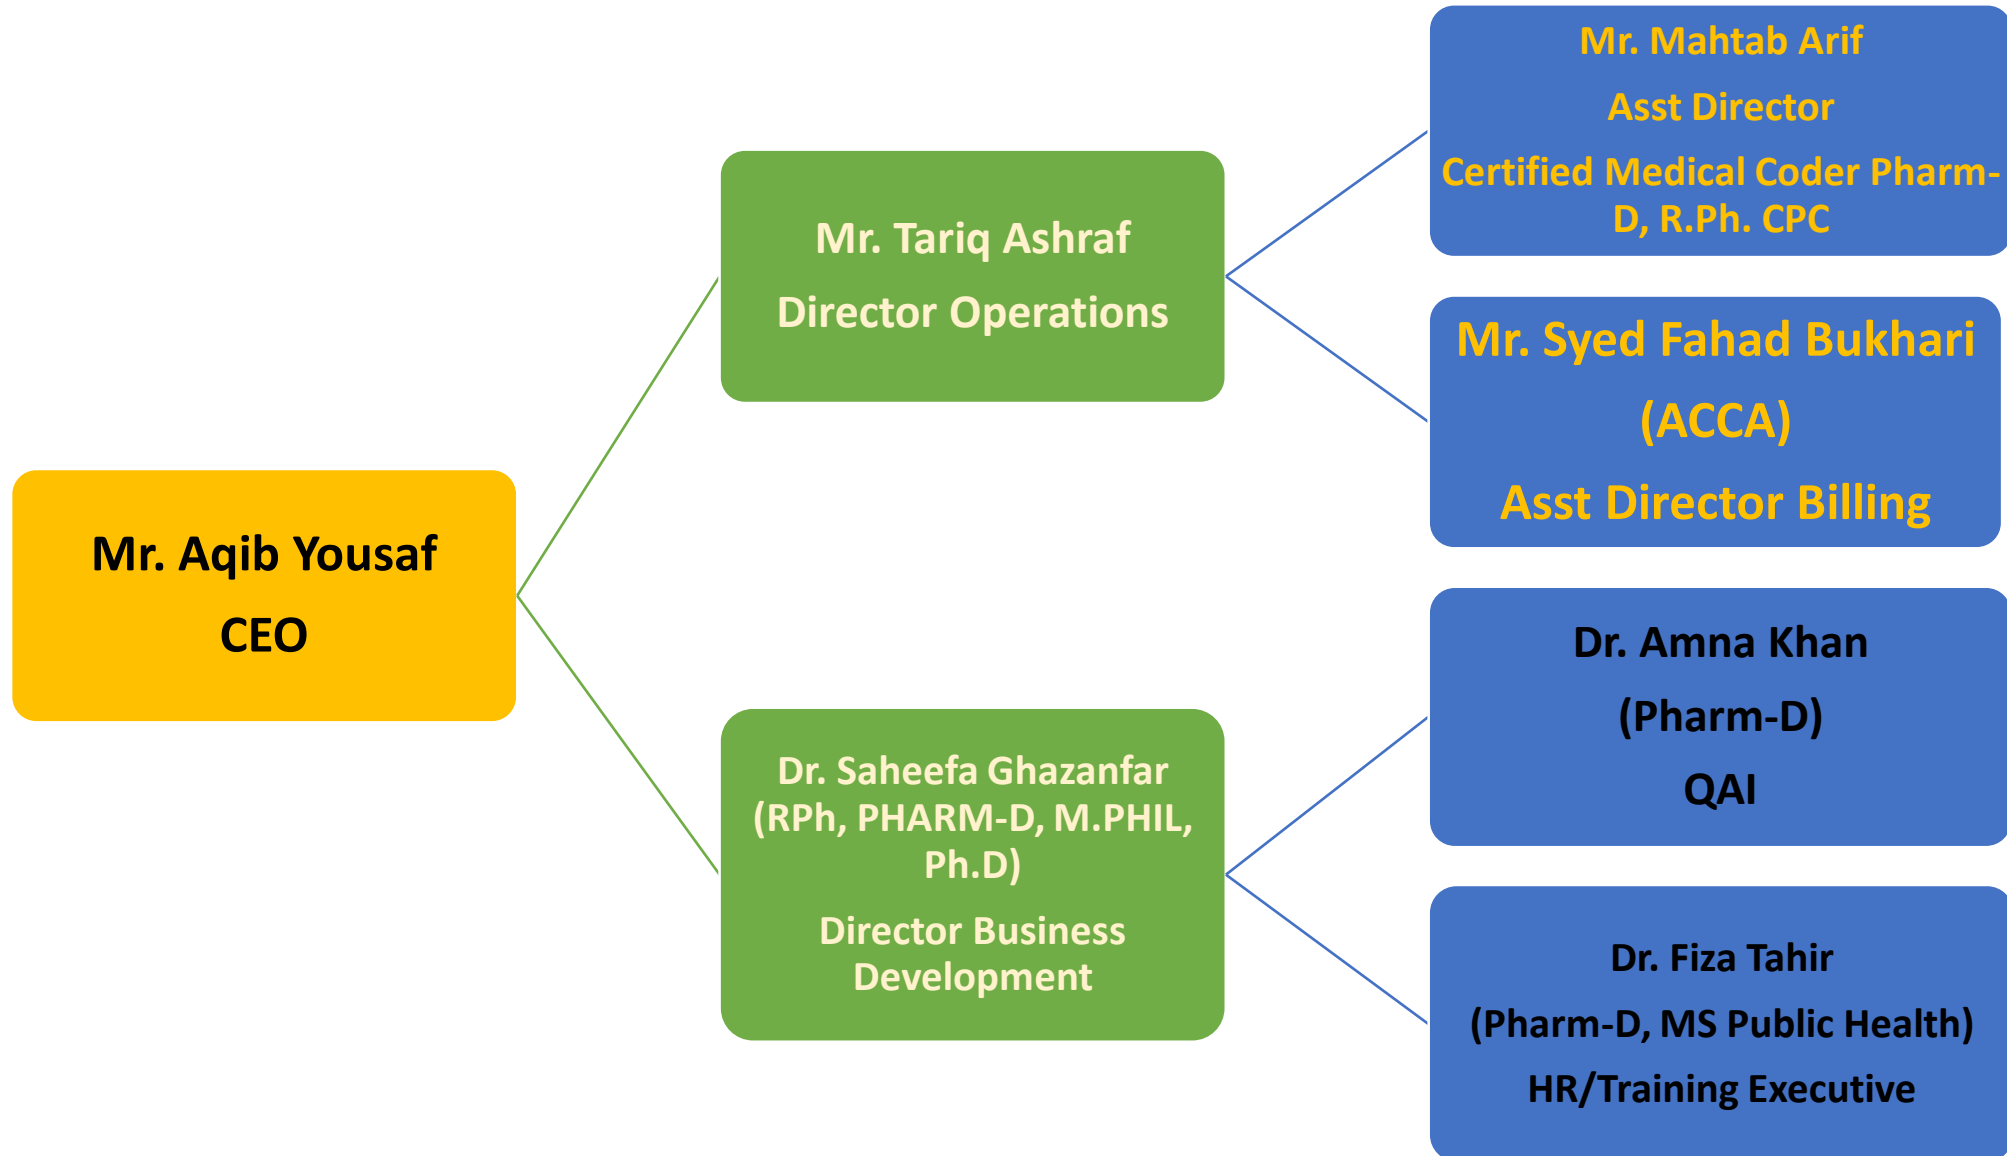 Mr. Aqib Yousaf
CEO
Mr. Tariq Ashraf
Director Operations
Dr. Saheefa Ghazanfar
(RPh, PHARM-D, M.PHIL,
Ph.D)
Director Business
Development
Mr. Mahtab Arif
Asst Director
Certified Medical Coder Pharm-
D, R.Ph. CPC
Mr. Syed Fahad Bukhari
(ACCA)
Asst Director Billing
Dr. Amna Khan
(Pharm-D)
QAI
Dr. Fiza Tahir
(Pharm-D, MS Public Health)
HR/Training Executive